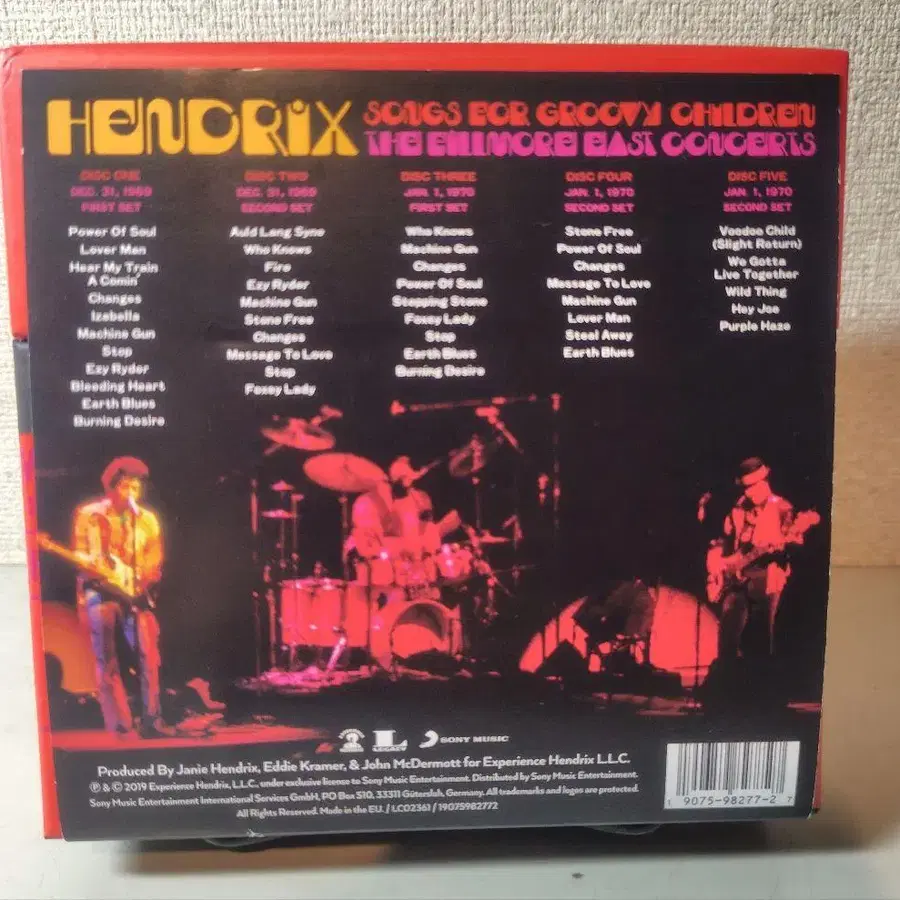 HENDRIX
SONGS FOR GROOVY CHILDREN
THE FILLMORE EAST CONCERTS
DISC ONE
DEC. 31, 1969
FIRST SET
Power Of Soul
Lover Man
Hear My Train
A Comin'
Changes
Izabella
Machine Gun
Stop
Ezy Ryder
Bleeding Heart
Earth Blues
Burning Desire
DISC TWO
DEC. 31, 1969
SECOND SET
Auld Lang Syne
Who Knows
Fire
Ezy Ryder
Machine Gun
Stone Free
Changes
Message To Love
Stop
Foxey Lady
DISC THREE
JAN. 1, 1970
FIRST SET
Who Knows
Machine Gun
Changes
Power Of Soul
Stepping Stone
Foxey Lady
Stop
Earth Blues
Burning Desire
DISC FOUR
JAN. 1, 1970
SECOND SET
Stone Free
Power Of Soul
Changes
Message To Love
Machine Gun
Lover Man
Steal Away
Earth Blues
DISC FIVE
JAN. 1, 1970
SECOND SET
Voodoo Child
(Slight Return)
We Gotta
Live Together
Wild Thing
Hey Joe
Purple Haze
LEGACY
SONY MUSIC
Produced By Janie Hendrix, Eddie Kramer, & John McDermott for Experience Hendrix L.L.C.
℗ & © 2019 Experience Hendrix, L.L.C., under exclusive license to Sony Music Entertainment. Distributed by Sony Music Entertainment.
Sony Music Entertainment International Services GmbH, PO Box 510, 33311 Gütersloh, Germany. All trademarks and logos are protected.
All Rights Reserved. Made in the EU. / LC02361 / 19075982772
1 9075-98277-2 7